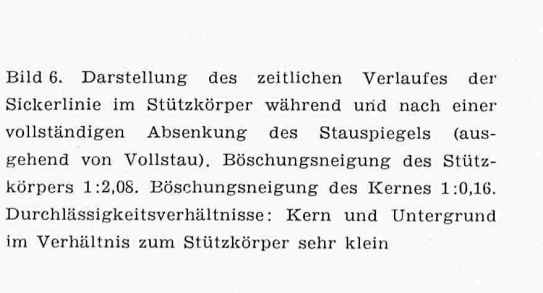 Bild 6. Darstellung des zeitlichen Verlaufes der
Sickerlinie im Stützkörper während und nach einer
vollständigen Absenkung des Stauspiegels (aus-
gehend von Vollstau). Böschungsneigung des Stütz-
körpers 1:2,08. Böschungsneigung des Kernes 1:0,16.
Durchlässigkeitsverhältnisse: Kern und Untergrund
im Verhältnis zum Stützkörper sehr klein